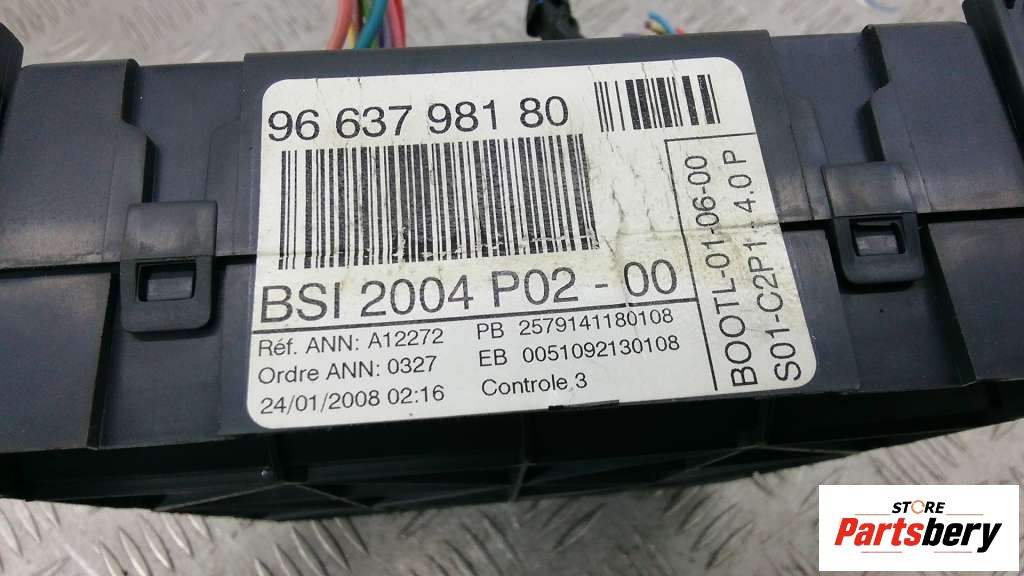 96 637 981 80
BSI 2004 P02 - 00
Réf. ANN: A12272 PB 2579141180108
Ordre ANN: 0327 EB 0051092130108
24/01/2008 02:16 Controle 3
BOOTL-01-06-00
S01-C2P1 : 4.0 P
STORE
Partsbery